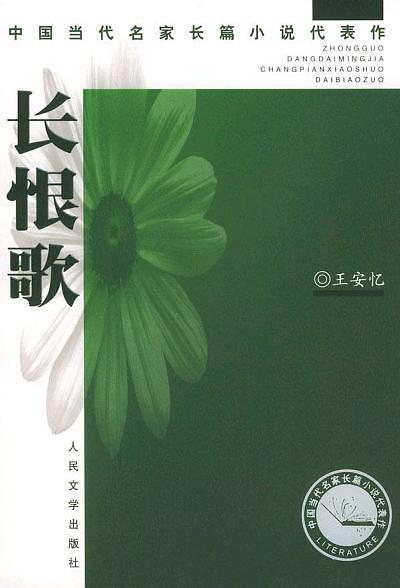 中国当代名家长篇小说代表作
ZHONGGUO
DANGDAIMINGJIA
CHANGPIANXIAOSHUO
DAIBIAOZUO
长恨歌
◎王安忆
人民文学出版社
中国当代名家长篇小说代表作
LITERATURE